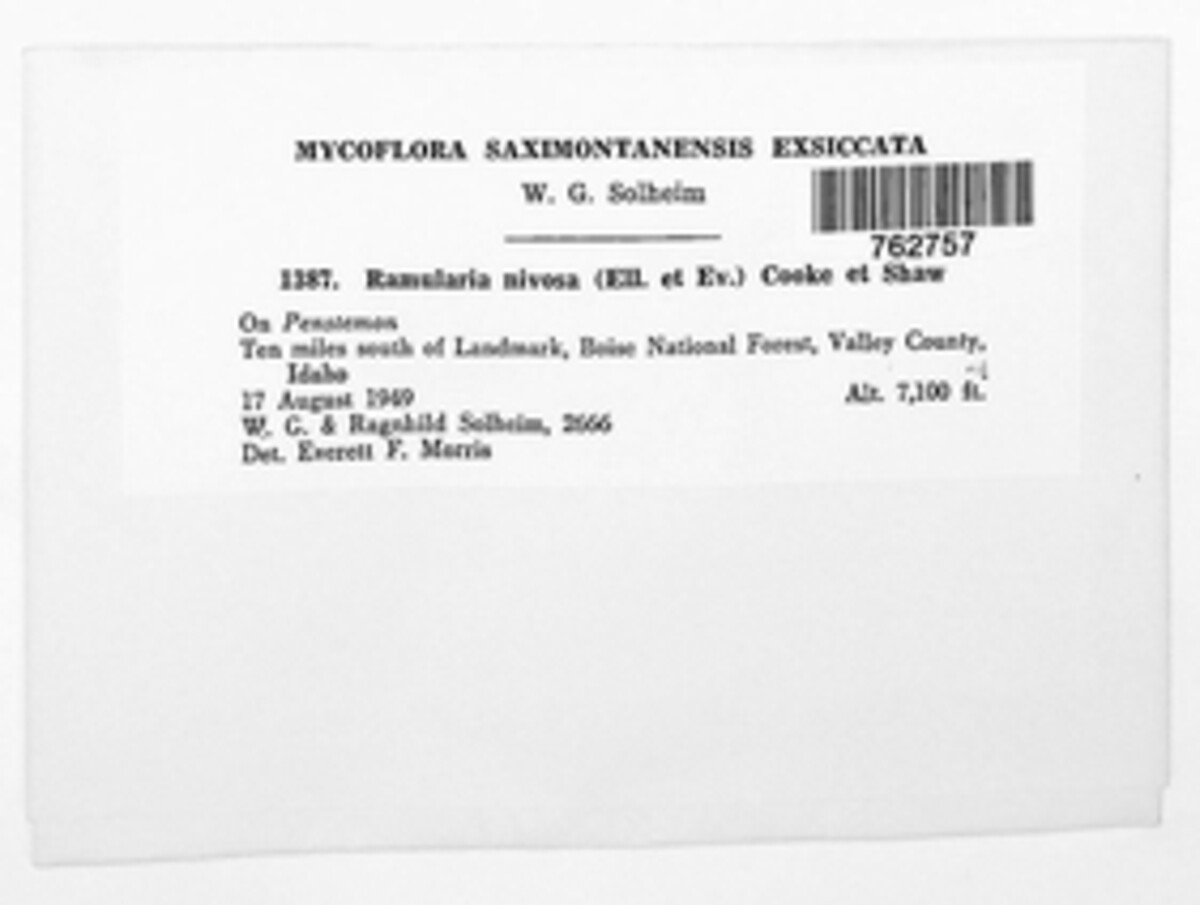 MYCOFLORA SAXIMONTANENSIS EXSICCATA
W. G. Solheim
762757
1387. Ramularia nivosa (Ell. et Ev.) Cooke et Shaw
On Penstemon
Ten miles south of Landmark, Boise National Forest, Valley County,
Idaho
17 August 1949 Alt. 7,100 ft.
W. G. & Ragnhild Solheim, 2666
Det. Everett F. Morris